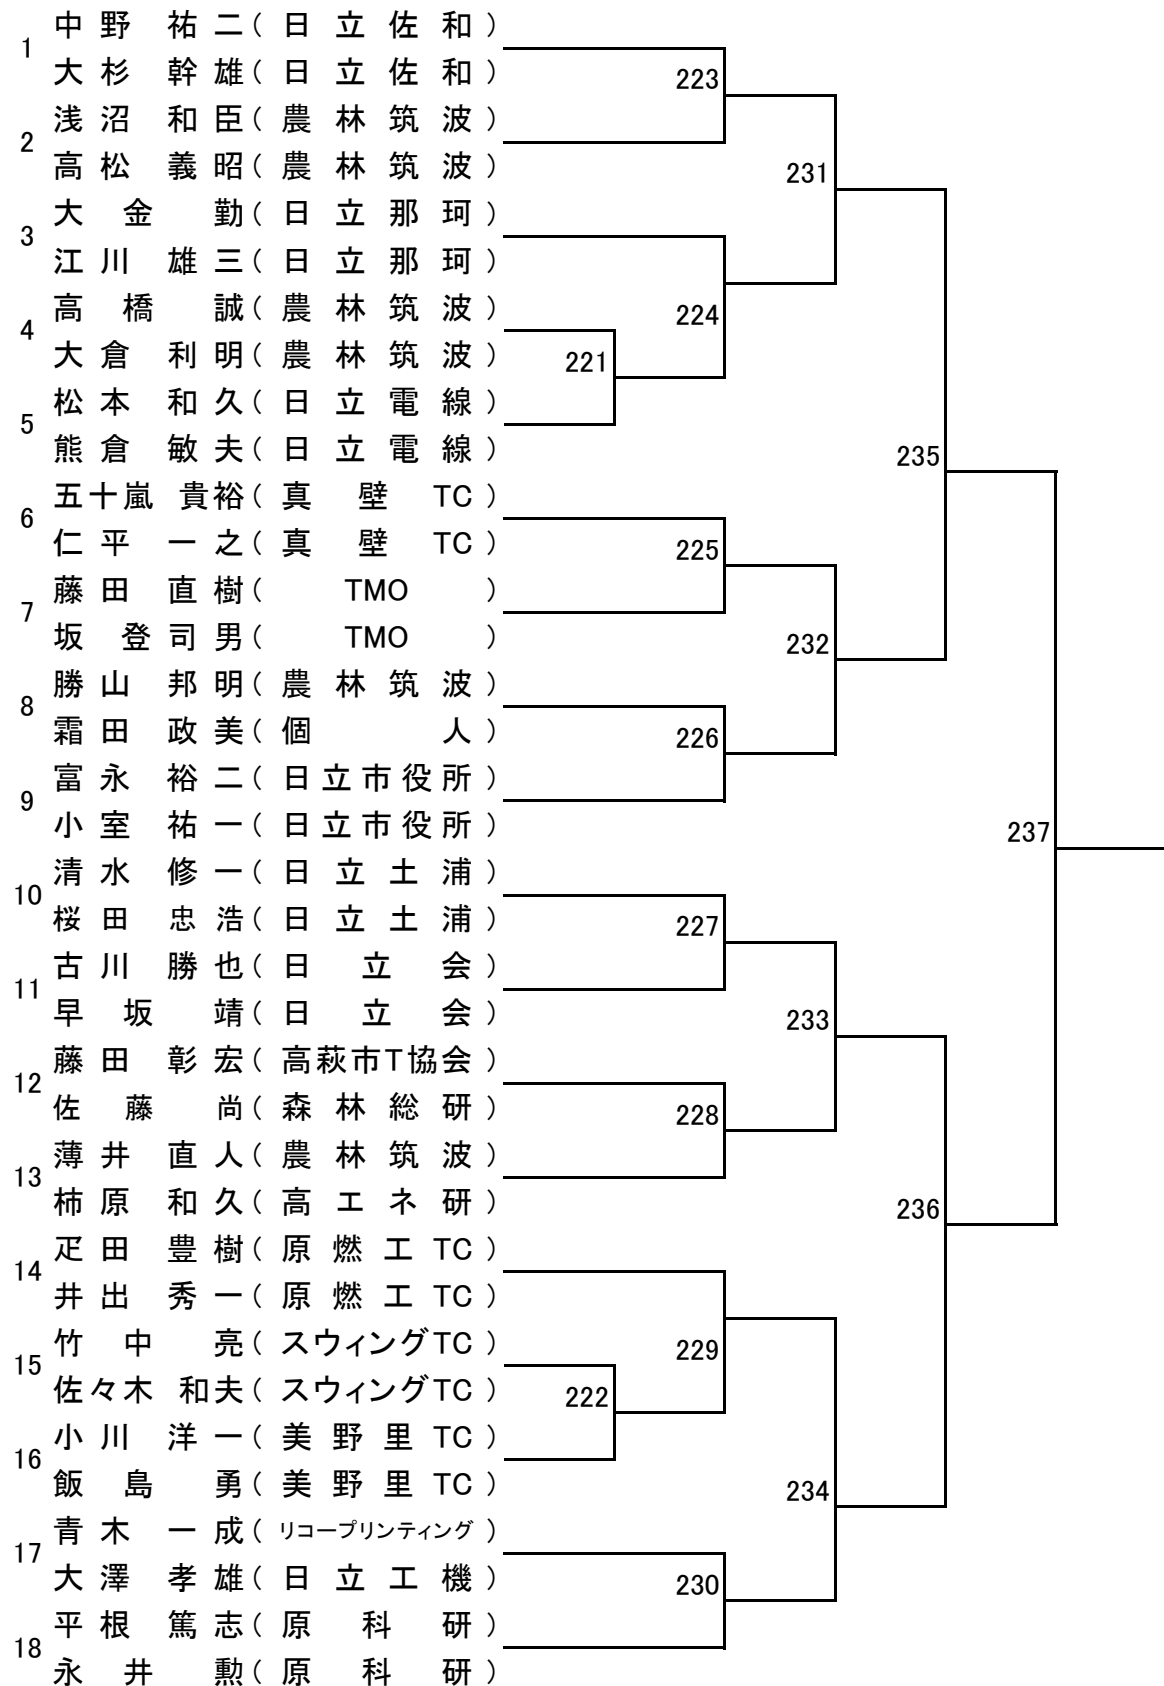 中野 祐二(日立佐和)
1
大杉 幹雄(日立佐和)
223
浅沼 和臣(農林筑波)
2
高松 義昭(農林筑波)
231
大金 勤(日立那珂)
3
江川 雄三(日立那珂)
高橋 誠(農林筑波)
224
4
大倉 利明(農林筑波)
221
松本 和久(日立電線)
5
熊倉 敏夫(日立電線)
235
五十嵐 貴裕(真壁TC)
6
仁平 一之(真壁TC)
225
藤田 直樹(TMO)
7
坂 登司男(TMO)
232
勝山 邦明(農林筑波)
8
霜田 政美(個人)
226
富永 裕二(日立市役所)
9
小室 祐一(日立市役所)
237
清水 修一(日立土浦)
10
桜田 忠浩(日立土浦)
227
古川 勝也(日立会)
11
早坂 靖(日立会)
233
藤田 彰宏(高萩市T協会)
12
佐藤 尚(森林総研)
228
薄井 直人(農林筑波)
13
柿原 和久(高エネ研)
236
疋田 豊樹(原燃工TC)
14
井出 秀一(原燃工TC)
竹中 亮(スウィングTC)
229
15
佐々木 和夫(スウィングTC)
222
小川 洋一(美野里TC)
16
飯島 勇(美野里TC)
234
青木 一成(リコープリンティング)
17
大澤 孝雄(日立工機)
230
平根 篤志(原科研)
18
永井 勲(原科研)